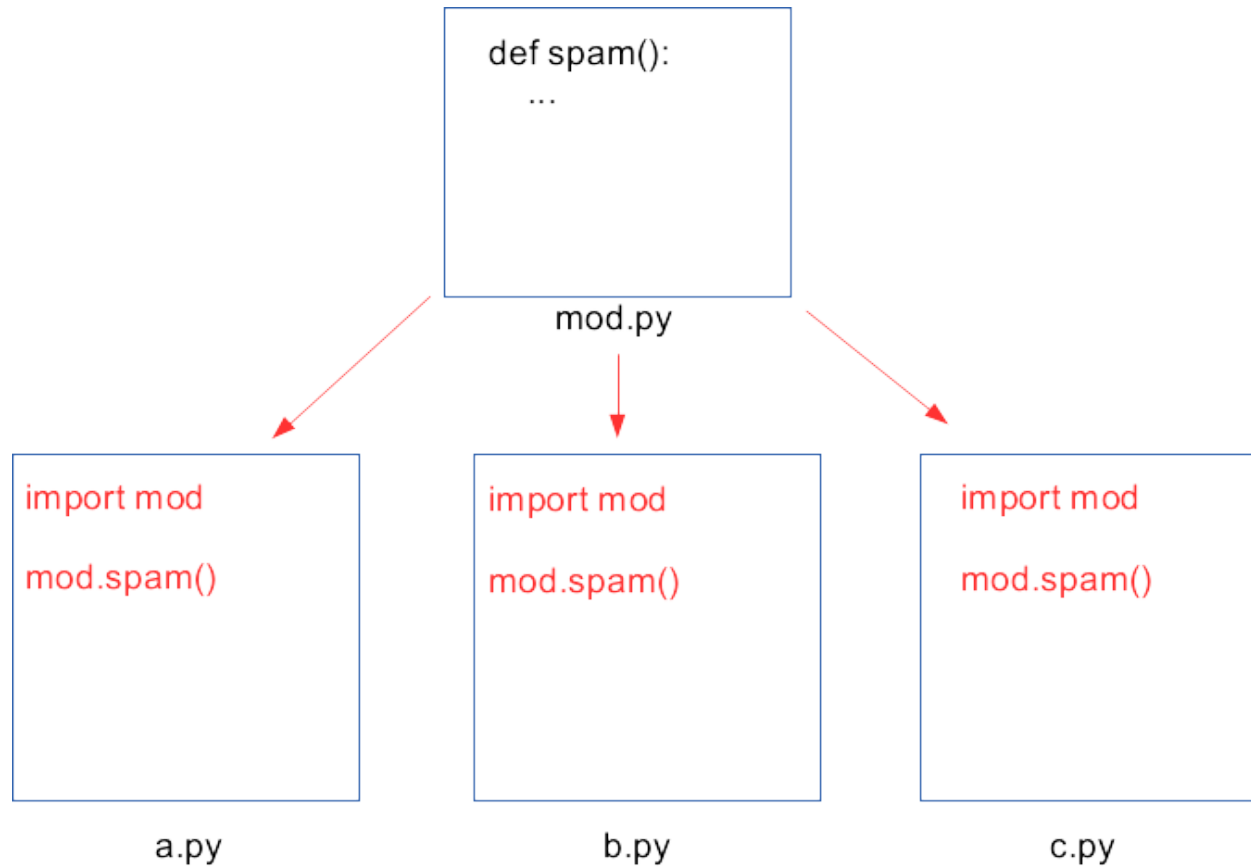 def spam():
...
mod.py
import mod
mod.spam()
import mod
mod.spam()
import mod
mod.spam()
a.py
b.py
c.py